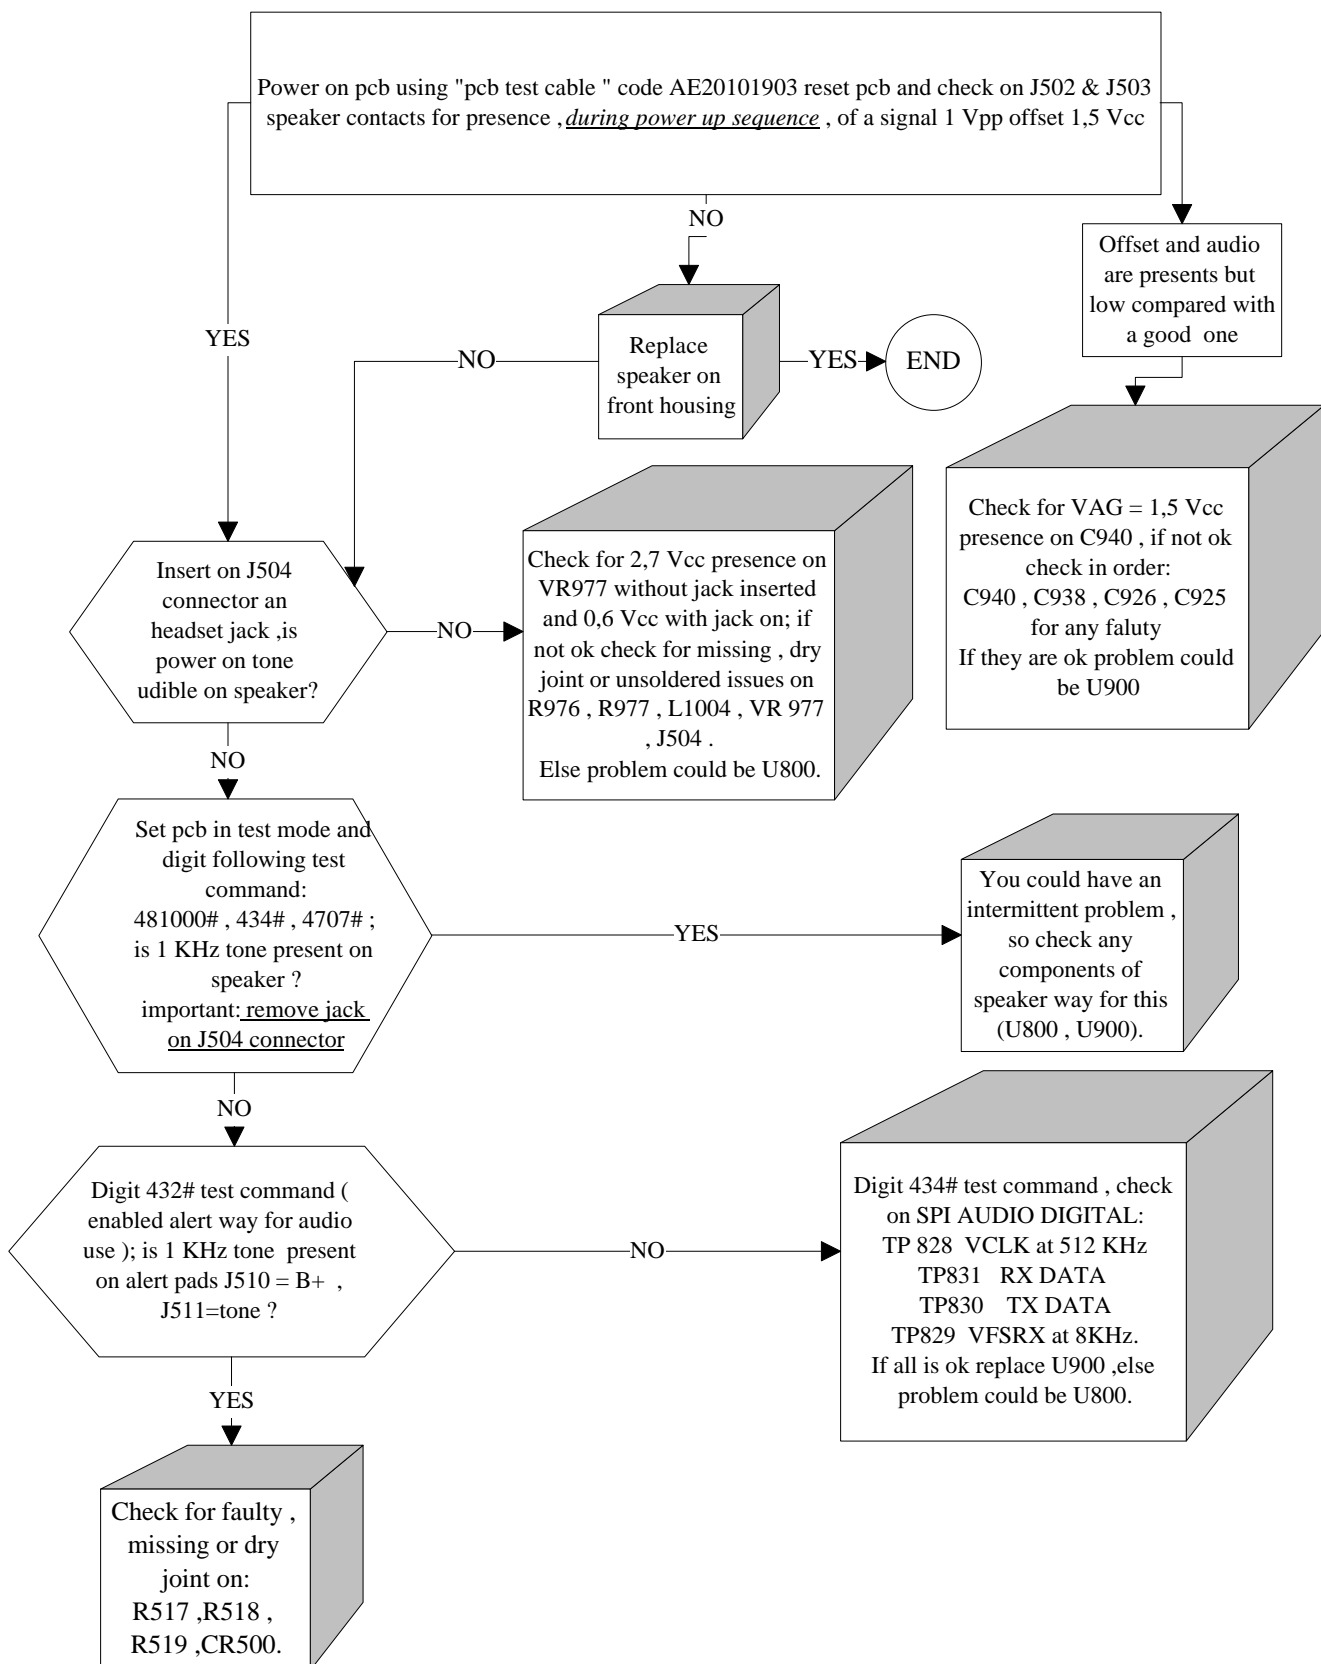 Power on pcb using "pcb test cable " code AE20101903 reset pcb and check on J502 & J503
speaker contacts for presence , during power up sequence , of a signal 1 Vpp offset 1,5 Vcc
NO
YES
Offset and audio
are presents but
low compared with
a good one
Replace
speaker on
front housing
NO
YES
END
Check for VAG = 1,5 Vcc
presence on C940 , if not ok
check in order:
C940 , C938 , C926 , C925
for any faluty
If they are ok problem could
be U900
Insert on J504
connector an
headset jack ,is
power on tone
udible on speaker?
NO
Check for 2,7 Vcc presence on
VR977 without jack inserted
and 0,6 Vcc with jack on; if
not ok check for missing , dry
joint or unsoldered issues on
R976 , R977 , L1004 , VR 977
, J504 .
Else problem could be U800.
NO
Set pcb in test mode and
digit following test
command:
481000# , 434# , 4707# ;
is 1 KHz tone present on
speaker ?
important: remove jack
on J504 connector
YES
You could have an
intermittent problem ,
so check any
components of
speaker way for this
(U800 , U900).
NO
Digit 432# test command (
enabled alert way for audio
use ); is 1 KHz tone present
on alert pads J510 = B+ ,
J511=tone ?
NO
Digit 434# test command , check
on SPI AUDIO DIGITAL:
TP 828 VCLK at 512 KHz
TP831 RX DATA
TP830 TX DATA
TP829 VFSRX at 8KHz.
If all is ok replace U900 ,else
problem could be U800.
YES
Check for faulty ,
missing or dry
joint on:
R517 ,R518 ,
R519 ,CR500.